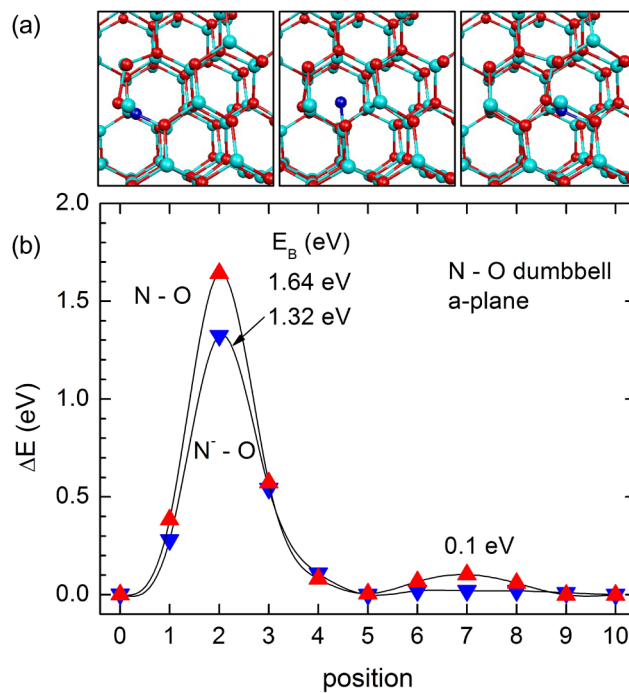 (a)
(b)
2.0
1.5
1.0
0.5
0.0
ΔE (eV)
E_B (eV)
1.64 eV
1.32 eV
N - O
N⁻ - O
N - O dumbbell
a-plane
0.1 eV
0 1 2 3 4 5 6 7 8 9 10
position